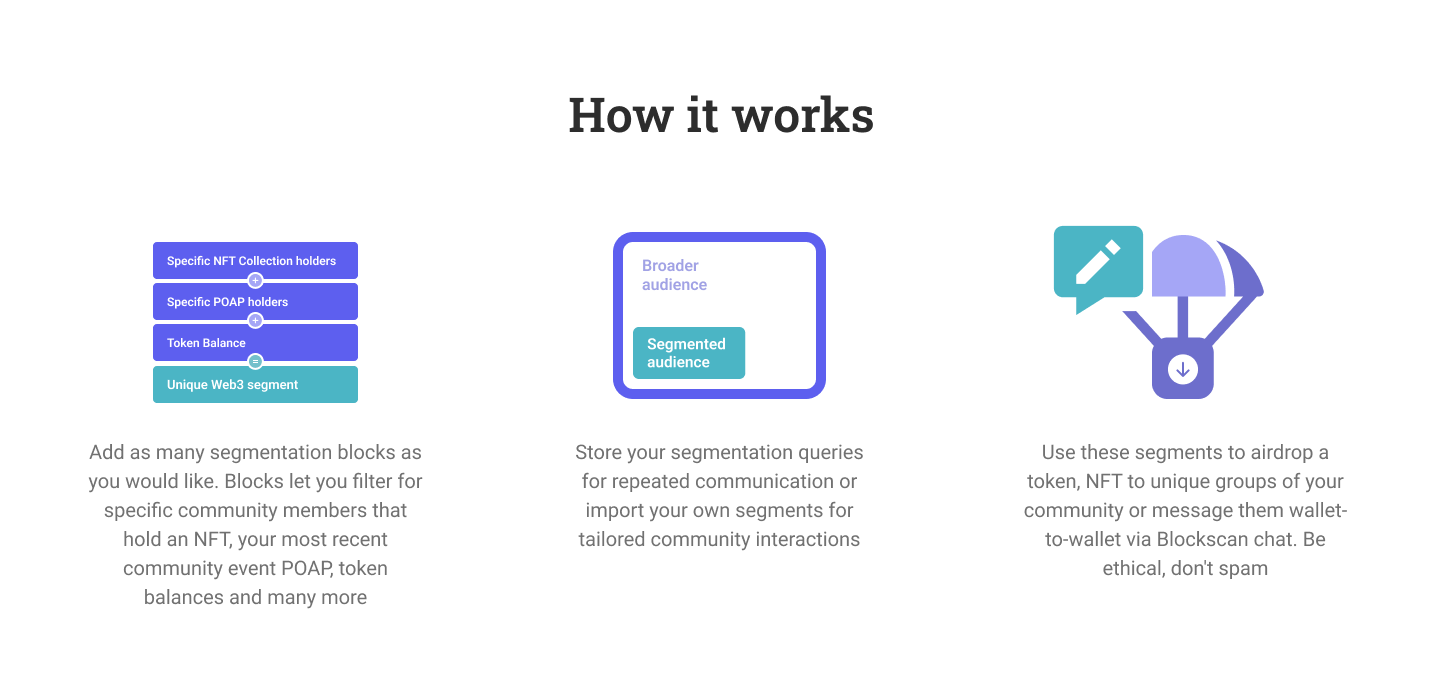 How it works
Specific NFT Collection holders
+
Specific POAP holders
+
Token Balance
=
Unique Web3 segment
Add as many segmentation blocks as
you would like. Blocks let you filter for
specific community members that
hold an NFT, your most recent
community event POAP, token
balances and many more
Broader
audience
Segmented
audience
Store your segmentation queries
for repeated communication or
import your own segments for
tailored community interactions
Use these segments to airdrop a
token, NFT to unique groups of your
community or message them wallet-
to-wallet via Blockscan chat. Be
ethical, don't spam